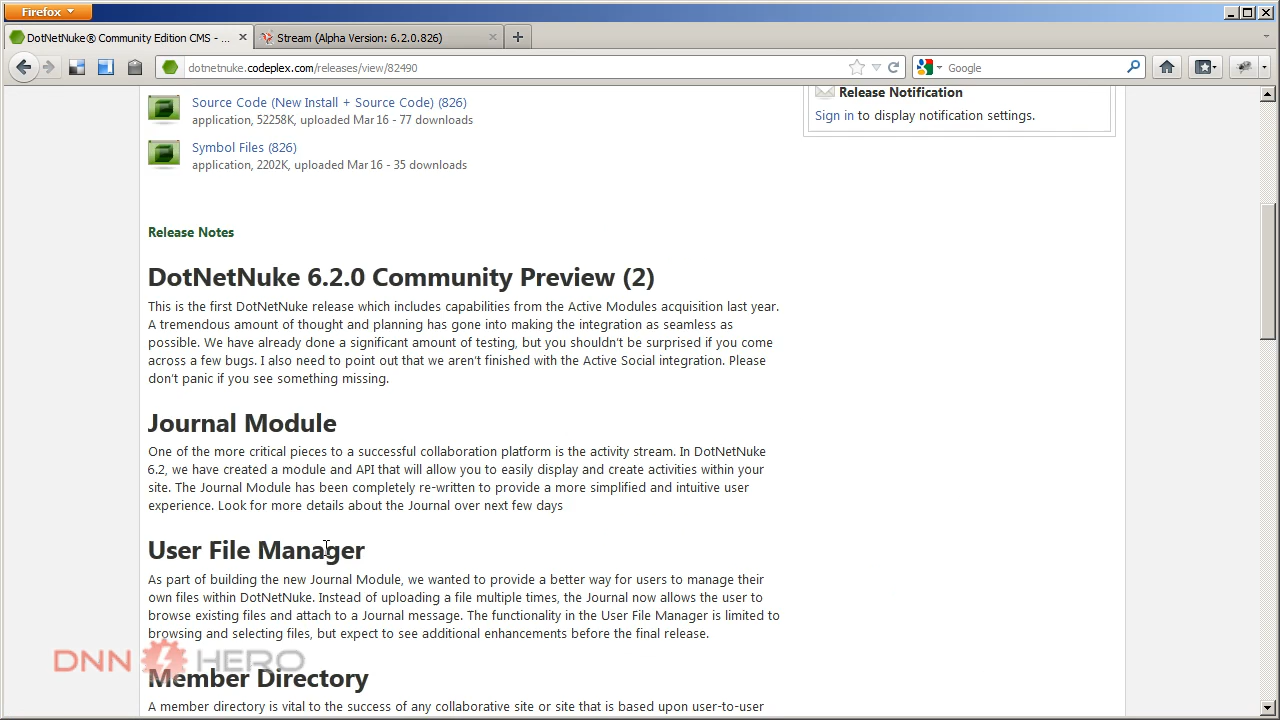 Firefox
DotNetNuke® Community Edition CMS - ...
Stream (Alpha Version: 6.2.0.826)
dotnetnuke.codeplex.com/releases/view/82490
Google
Source Code (New Install + Source Code) (826)
application, 52258K, uploaded Mar 16 - 77 downloads
Symbol Files (826)
application, 2202K, uploaded Mar 16 - 35 downloads
Release Notification
Sign in to display notification settings.
Release Notes
DotNetNuke 6.2.0 Community Preview (2)
This is the first DotNetNuke release which includes capabilities from the Active Modules acquisition last year.
A tremendous amount of thought and planning has gone into making the integration as seamless as
possible. We have already done a significant amount of testing, but you shouldn't be surprised if you come
across a few bugs. I also need to point out that we aren't finished with the Active Social integration. Please
don't panic if you see something missing.
Journal Module
One of the more critical pieces to a successful collaboration platform is the activity stream. In DotNetNuke
6.2, we have created a module and API that will allow you to easily display and create activities within your
site. The Journal Module has been completely re-written to provide a more simplified and intuitive user
experience. Look for more details about the Journal over next few days
User File Manager
As part of building the new Journal Module, we wanted to provide a better way for users to manage their
own files within DotNetNuke. Instead of uploading a file multiple times, the Journal now allows the user to
browse existing files and attach to a Journal message. The functionality in the User File Manager is limited to
browsing and selecting files, but expect to see additional enhancements before the final release.
DNN HERO
Member Directory
A member directory is vital to the success of any collaborative site or site that is based upon user-to-user